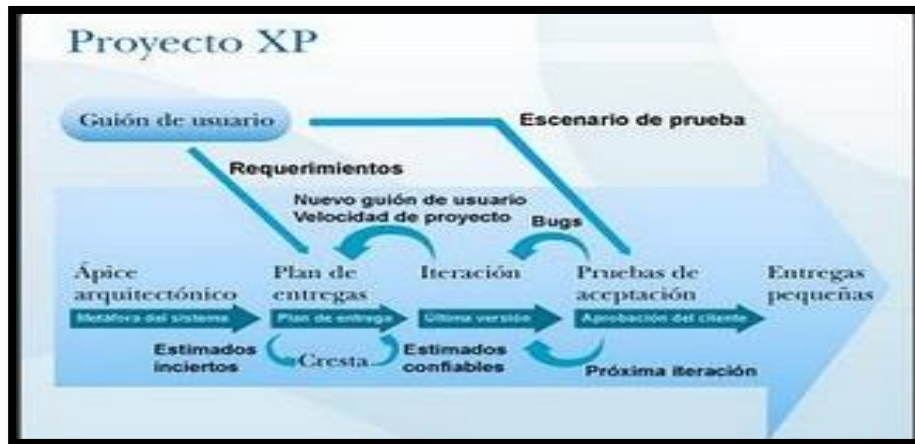 Proyecto XP
Guión de usuario
Escenario de prueba
Requerimientos
Nuevo guión de usuario
Velocidad de proyecto
Bugs
Ápice
arquitectónico
Plan de
entregas
Iteración
Pruebas de
aceptación
Entregas
pequeñas
Metáfora del sistema
Plan de entrega
Última versión
Aprobación del cliente
Estimados
inciertos
Cresta
Estimados
confiables
Próxima iteración